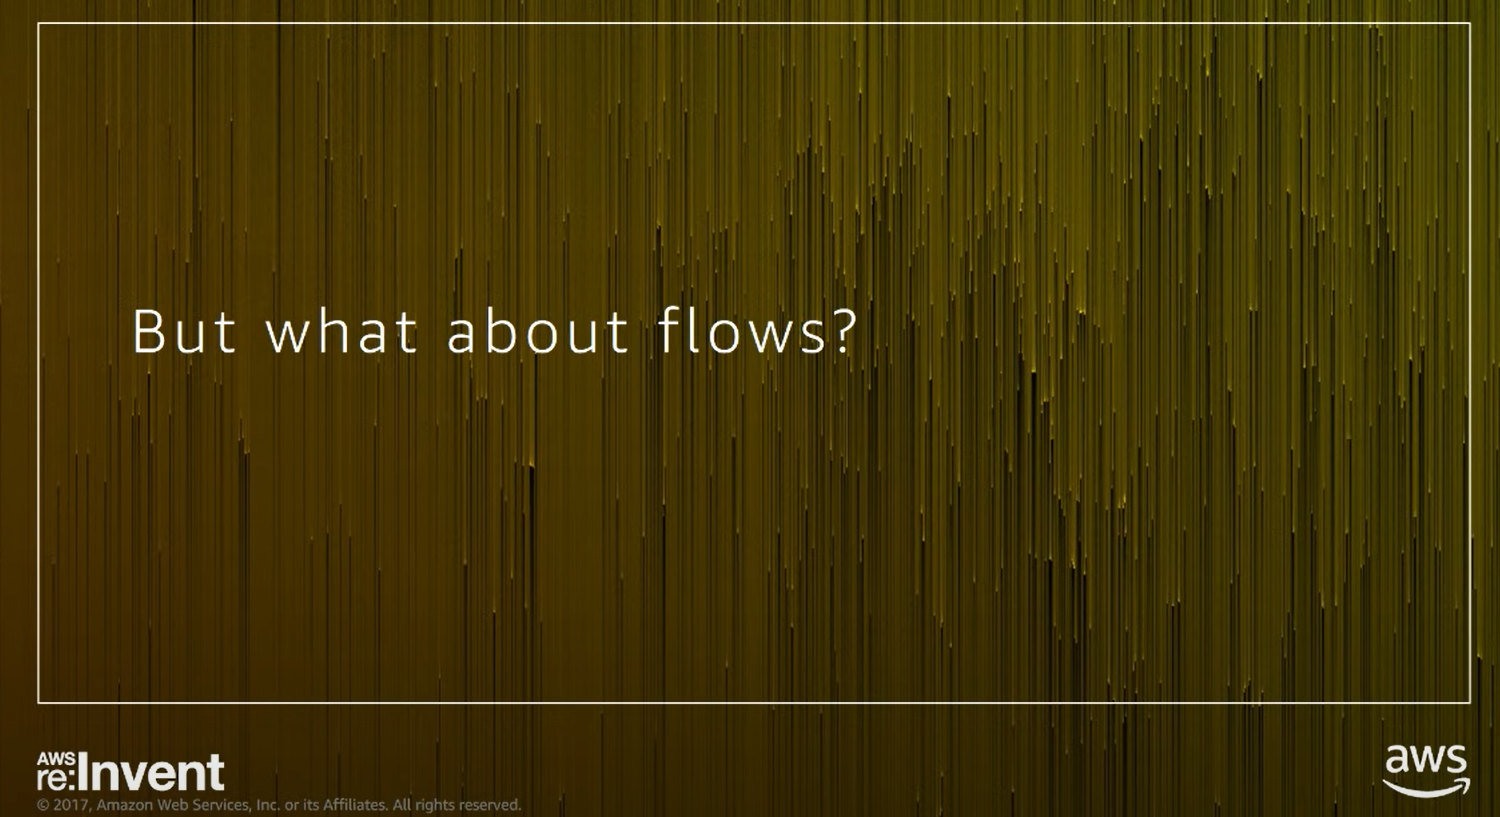 But what about flows?
AWS
re:Invent
© 2017, Amazon Web Services, Inc. or its Affiliates. All rights reserved.
aws